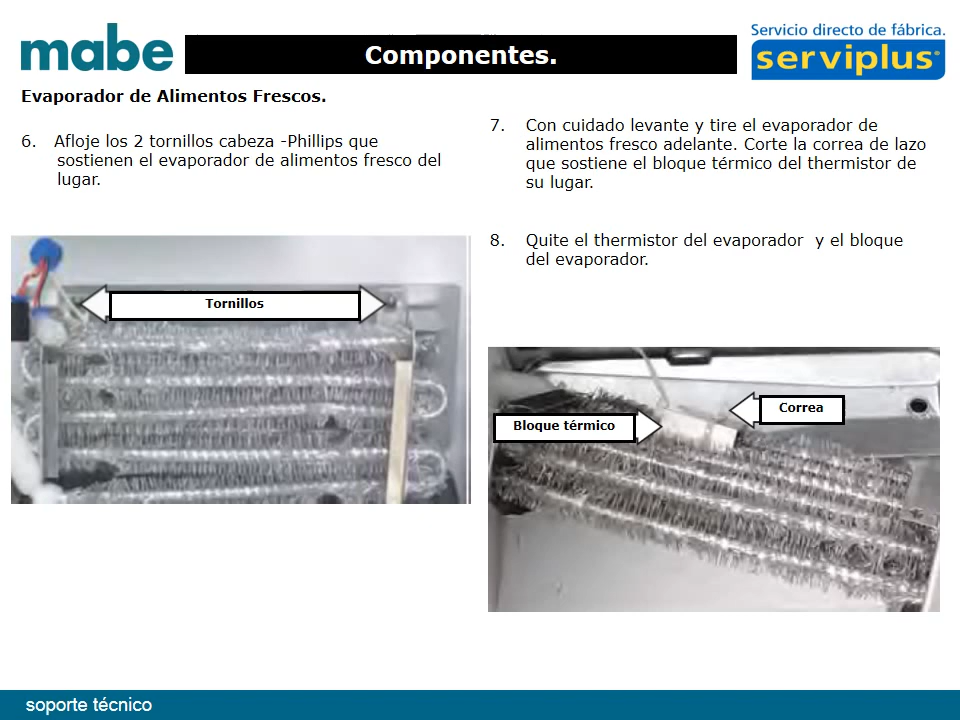 mabe
Componentes.
Servicio directo de fábrica.
serviplus
Evaporador de Alimentos Frescos.
6. Afloje los 2 tornillos cabeza -Phillips que
sostienen el evaporador de alimentos fresco del
lugar.
7. Con cuidado levante y tire el evaporador de
alimentos fresco adelante. Corte la correa de lazo
que sostiene el bloque térmico del thermistor de
su lugar.
8. Quite el thermistor del evaporador y el bloque
del evaporador.
Tornillos
Bloque térmico
Correa
soporte técnico